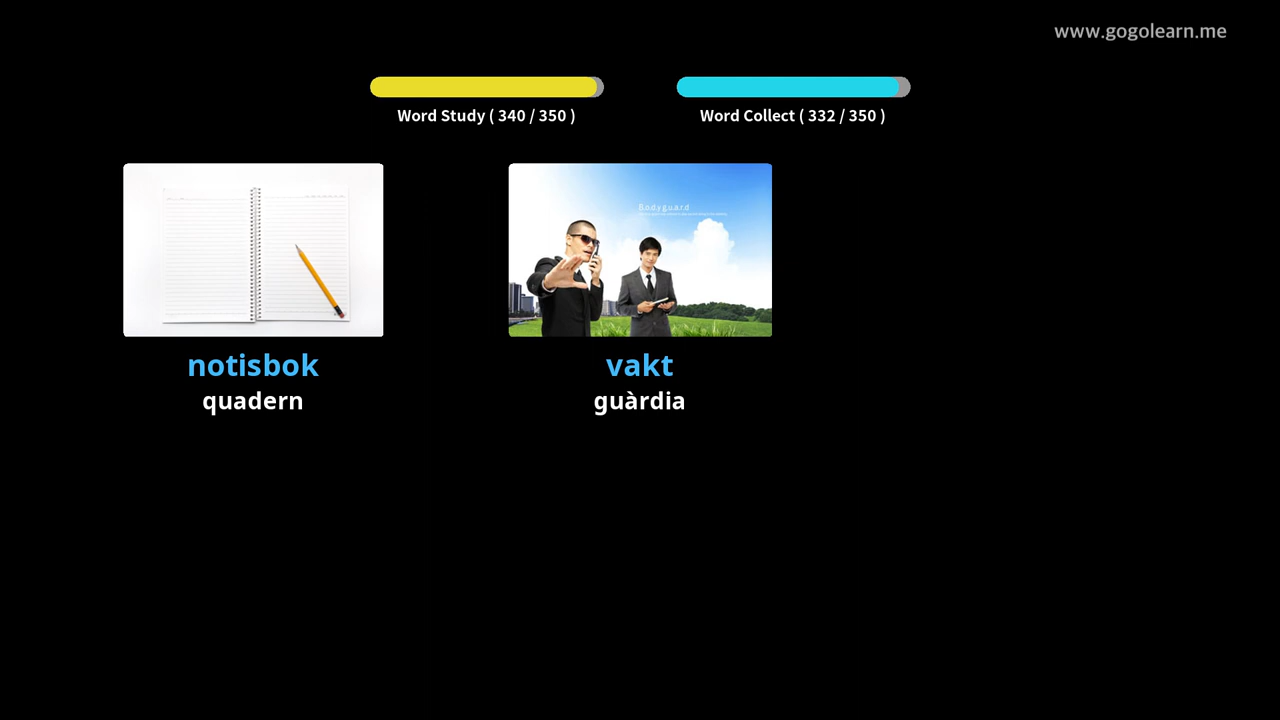 www.gogolearn.me
Word Study ( 340 / 350 )
Word Collect ( 332 / 350 )
Bodyguard
notisbok
quadern
vakt
guàrdia